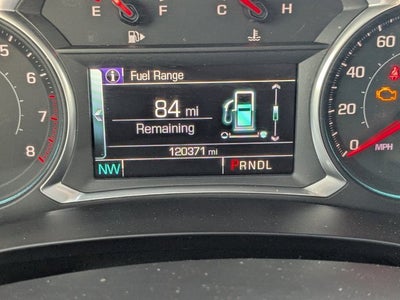 E F C H
Fuel Range
84 mi
Remaining
120371 mi
NW PRNDL
5
6
7
8
60
40
20
0
MPH